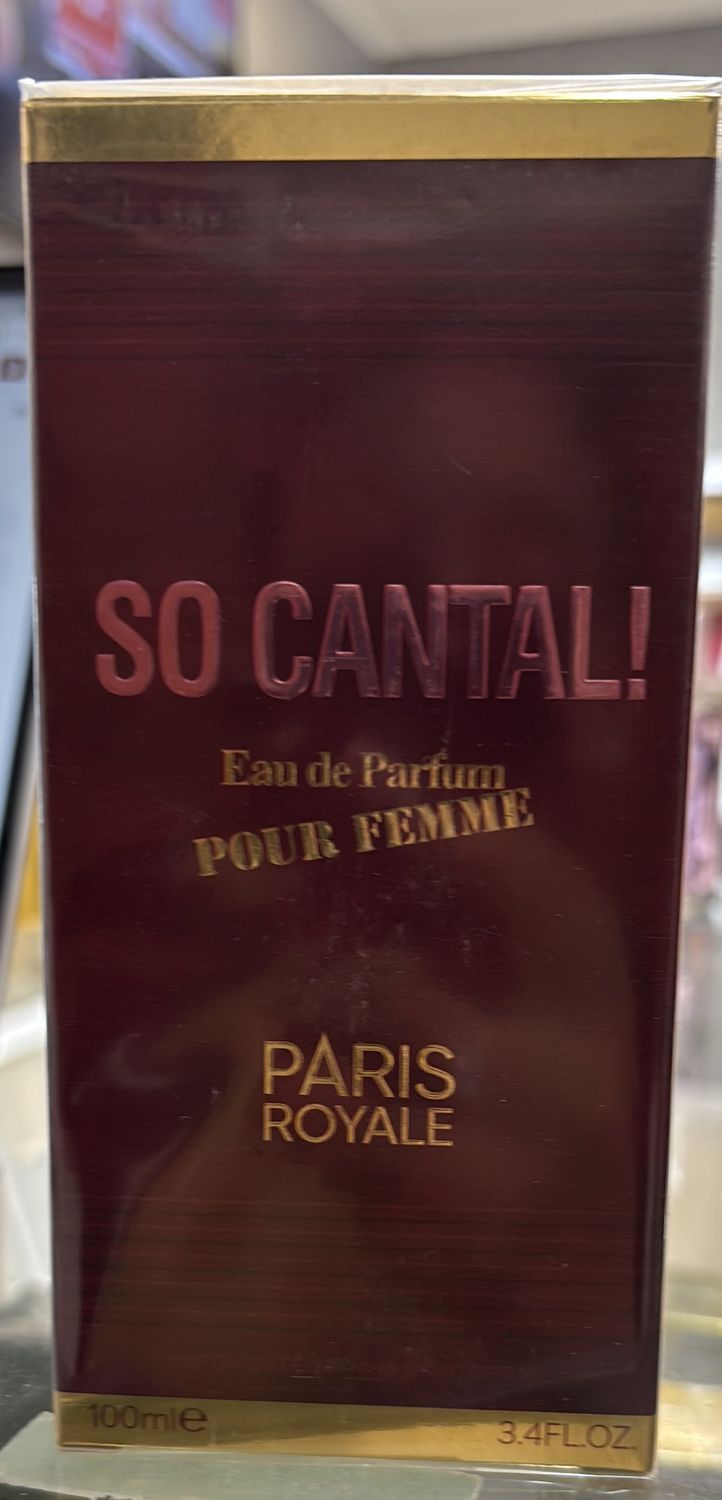 SO CANTAL!
Eau de Parfum
POUR FEMME
PARIS
ROYALE
100ml℮
3.4FL.OZ.